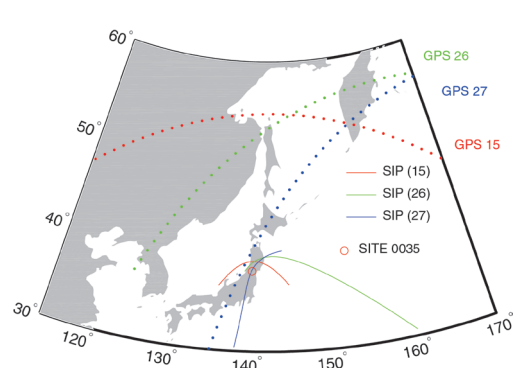 60°
GPS 26
GPS 27
50°
GPS 15
SIP (15)
SIP (26)
SIP (27)
40°
SITE 0035
30°
120°
130°
140°
150°
160°
170°